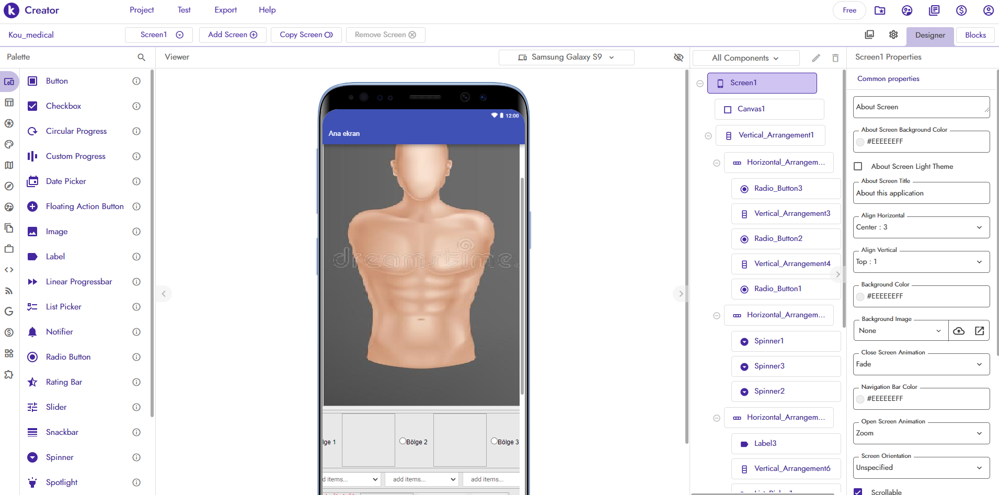 Creator
Project
Test
Export
Help
Free
Kou_medical
Screen1
Add Screen
Copy Screen
Remove Screen
Designer
Blocks
Palette
Viewer
Samsung Galaxy S9
All Components
Screen1 Properties
Button
Checkbox
Circular Progress
Custom Progress
Date Picker
Floating Action Button
Image
Label
Linear Progressbar
List Picker
Notifier
Radio Button
Rating Bar
Slider
Snackbar
Spinner
Spotlight
12:00
Ana ekran
dreamstime.
lge 1
Bölge 2
Bölge 3
d items...
add items...
add items...
Screen1
Canvas1
Vertical_Arrangement1
Horizontal_Arrangem...
Radio_Button3
Vertical_Arrangement3
Radio_Button2
Vertical_Arrangement4
Radio_Button1
Horizontal_Arrangem...
Spinner1
Spinner3
Spinner2
Horizontal_Arrangem...
Label3
Vertical_Arrangement6
Common properties
About Screen
About Screen Background Color
#EEEEEEFF
About Screen Light Theme
About Screen Title
About this application
Align Horizontal
Center : 3
Align Vertical
Top : 1
Background Color
#EEEEEEFF
Background Image
None
Close Screen Animation
Fade
Navigation Bar Color
#EEEEEEFF
Open Screen Animation
Zoom
Screen Orientation
Unspecified
Scrollable